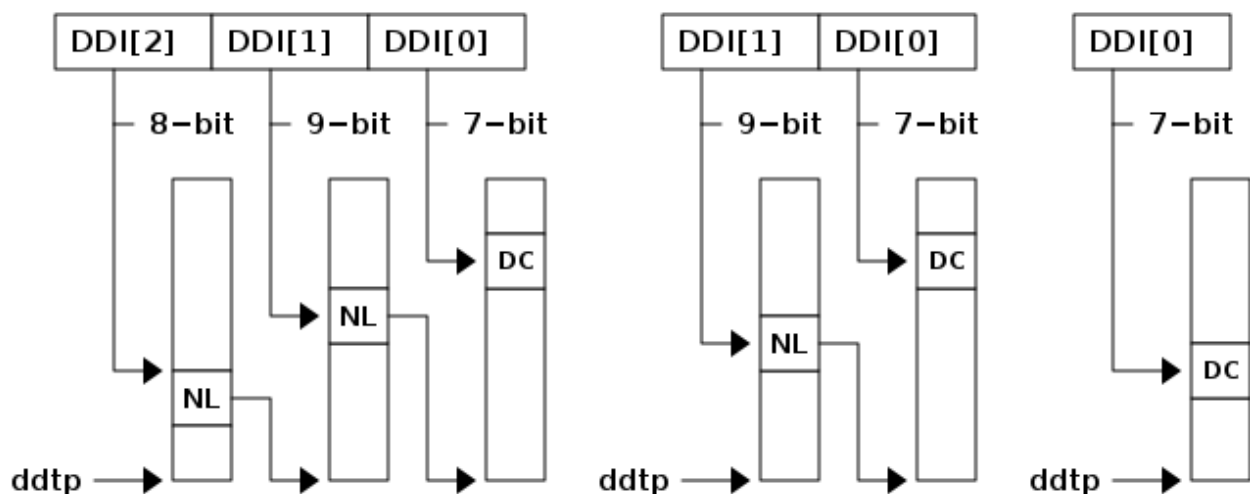 DDI[2] DDI[1] DDI[0] DDI[1] DDI[0] DDI[0]
8-bit 9-bit 7-bit 9-bit 7-bit 7-bit
DC DC
NL
NL
DC
NL
ddtp ddtp ddtp